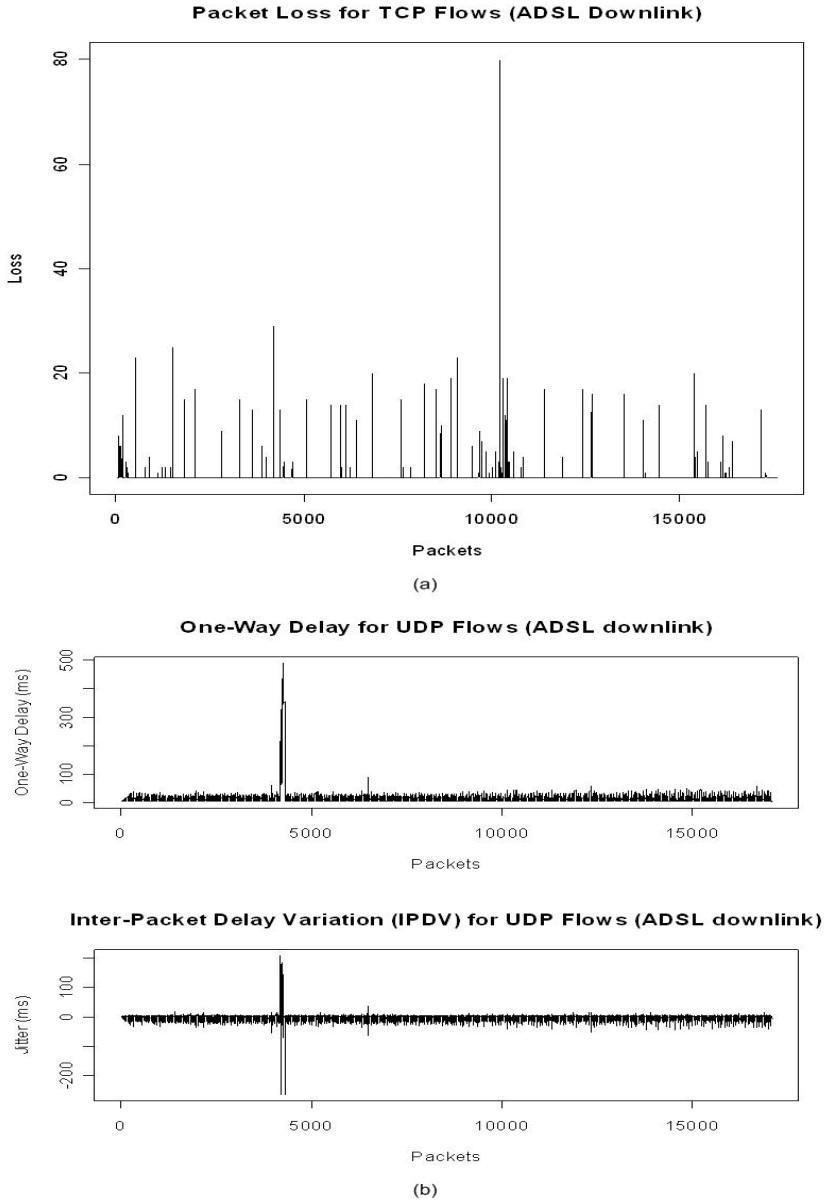 Packet Loss for TCP Flows (ADSL Downlink)
80
60
40
20
0
Loss
0 5000 10000 15000
Packets
(a)
One-Way Delay for UDP Flows (ADSL downlink)
500
300
100
0
One-Way Delay (ms)
0 5000 10000 15000
Packets
Inter-Packet Delay Variation (IPDV) for UDP Flows (ADSL downlink)
100
0
-200
Jitter (ms)
0 5000 10000 15000
Packets
(b)